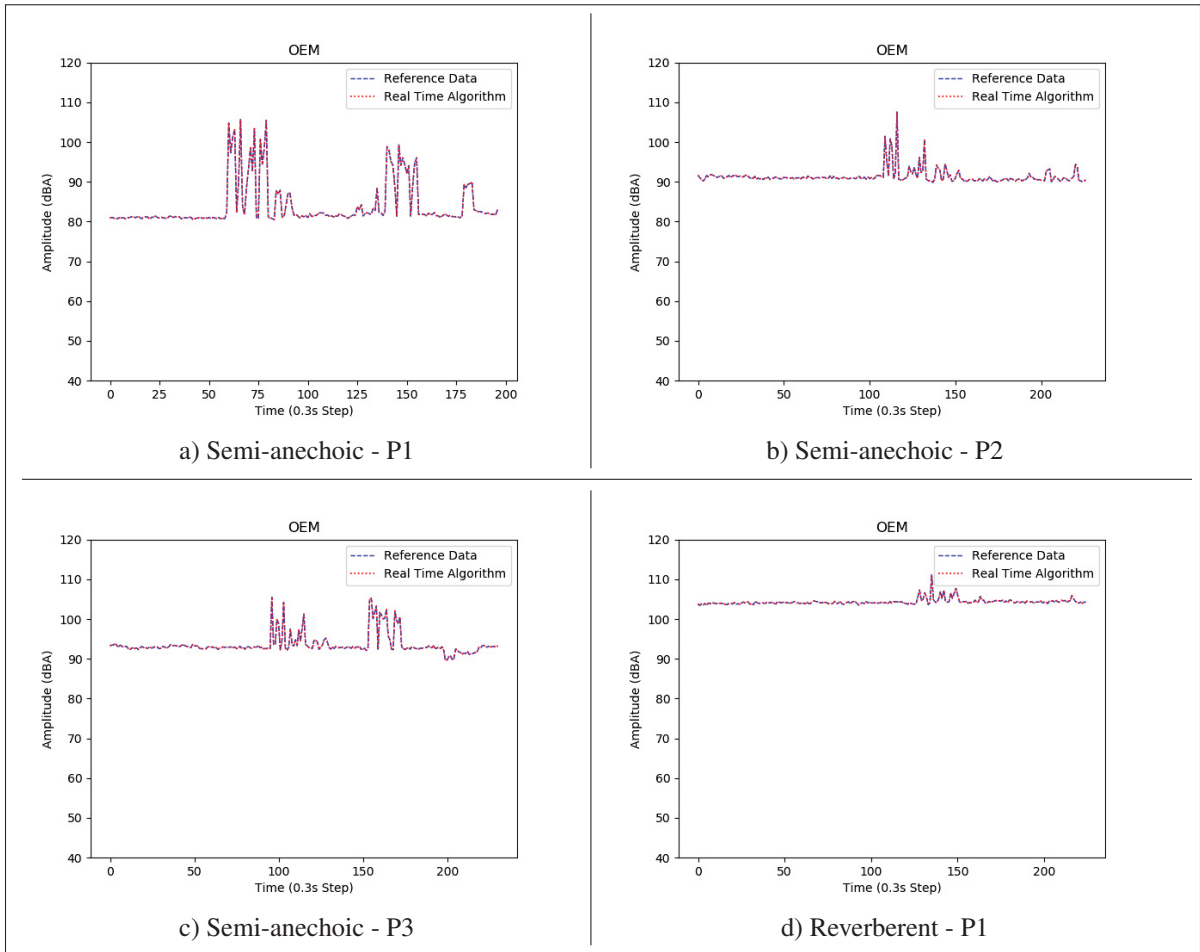 OEM
120
110
100
90
80
70
60
50
40
Amplitude (dBA)
Reference Data
Real Time Algorithm
0 25 50 75 100 125 150 175 200
Time (0.3s Step)
a) Semi-anechoic - P1
OEM
120
110
100
90
80
70
60
50
40
Amplitude (dBA)
Reference Data
Real Time Algorithm
0 50 100 150 200
Time (0.3s Step)
b) Semi-anechoic - P2
OEM
120
110
100
90
80
70
60
50
40
Amplitude (dBA)
Reference Data
Real Time Algorithm
0 50 100 150 200
Time (0.3s Step)
c) Semi-anechoic - P3
OEM
120
110
100
90
80
70
60
50
40
Amplitude (dBA)
Reference Data
Real Time Algorithm
0 50 100 150 200
Time (0.3s Step)
d) Reverberent - P1